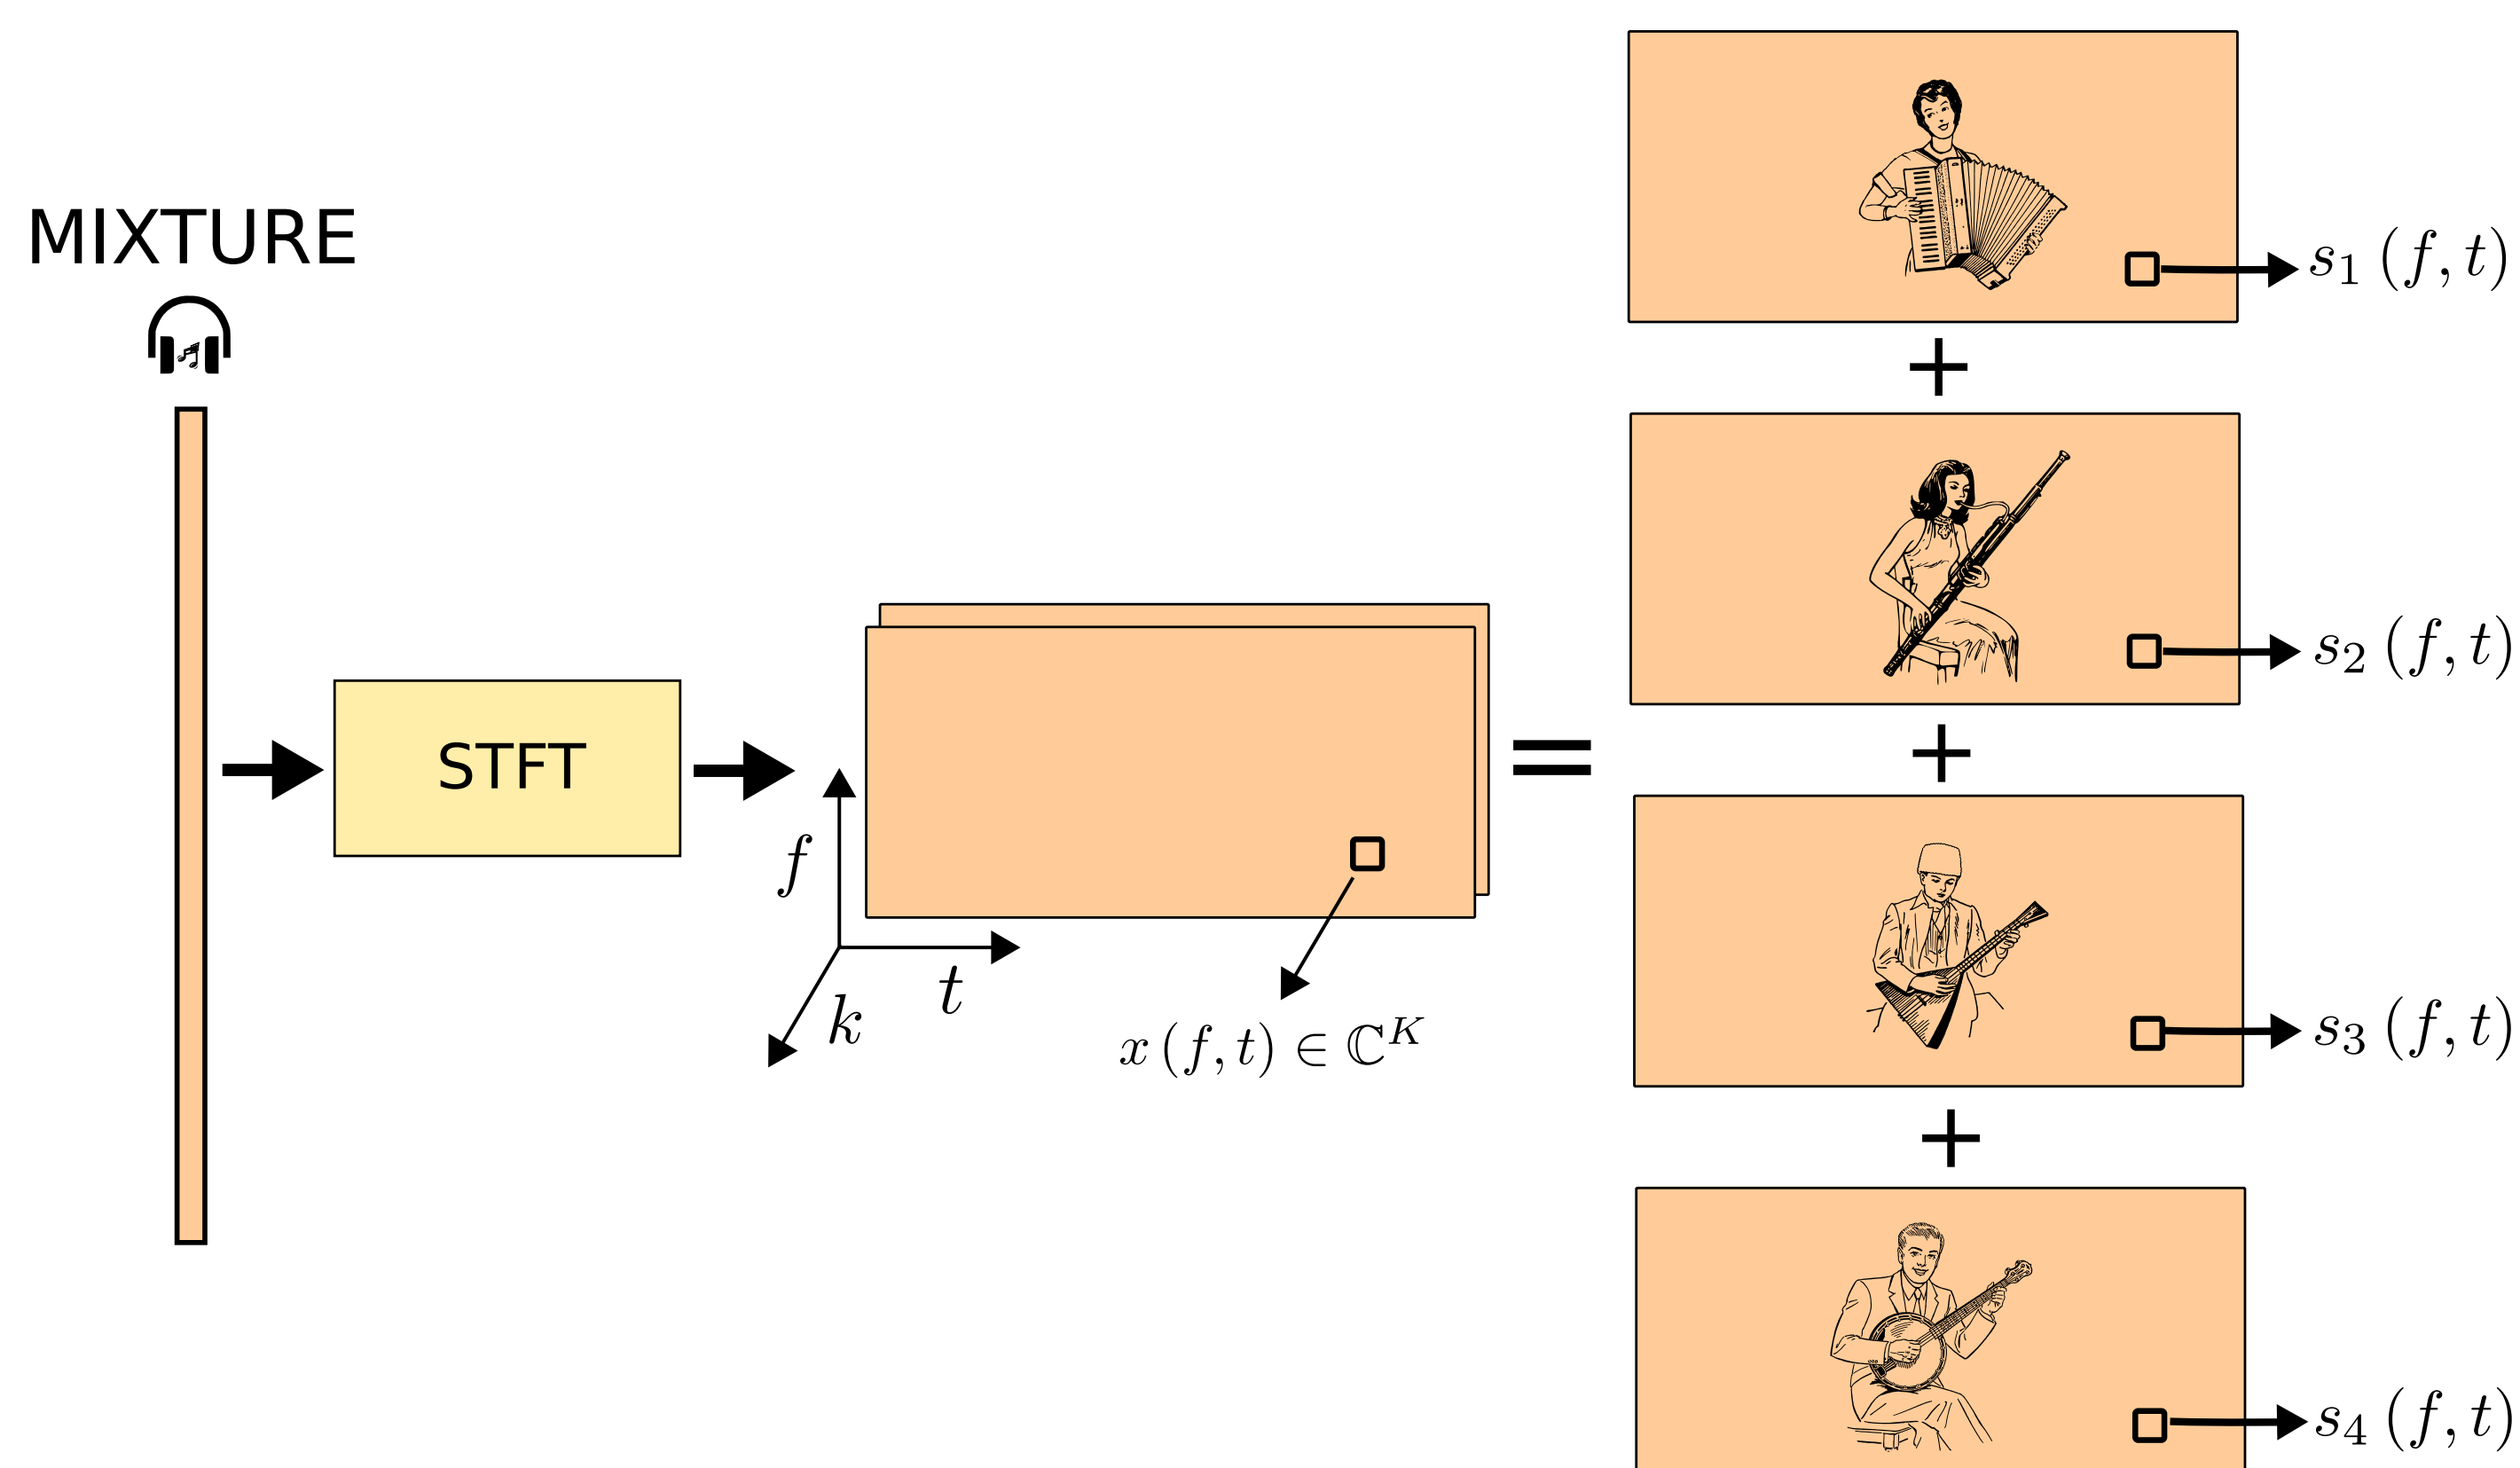 MIXTURE
STFT
f
t
k
x (f, t) ∈ ℂ^K
=
s₁ (f, t)
+
s₂ (f, t)
+
s₃ (f, t)
+
s₄ (f, t)